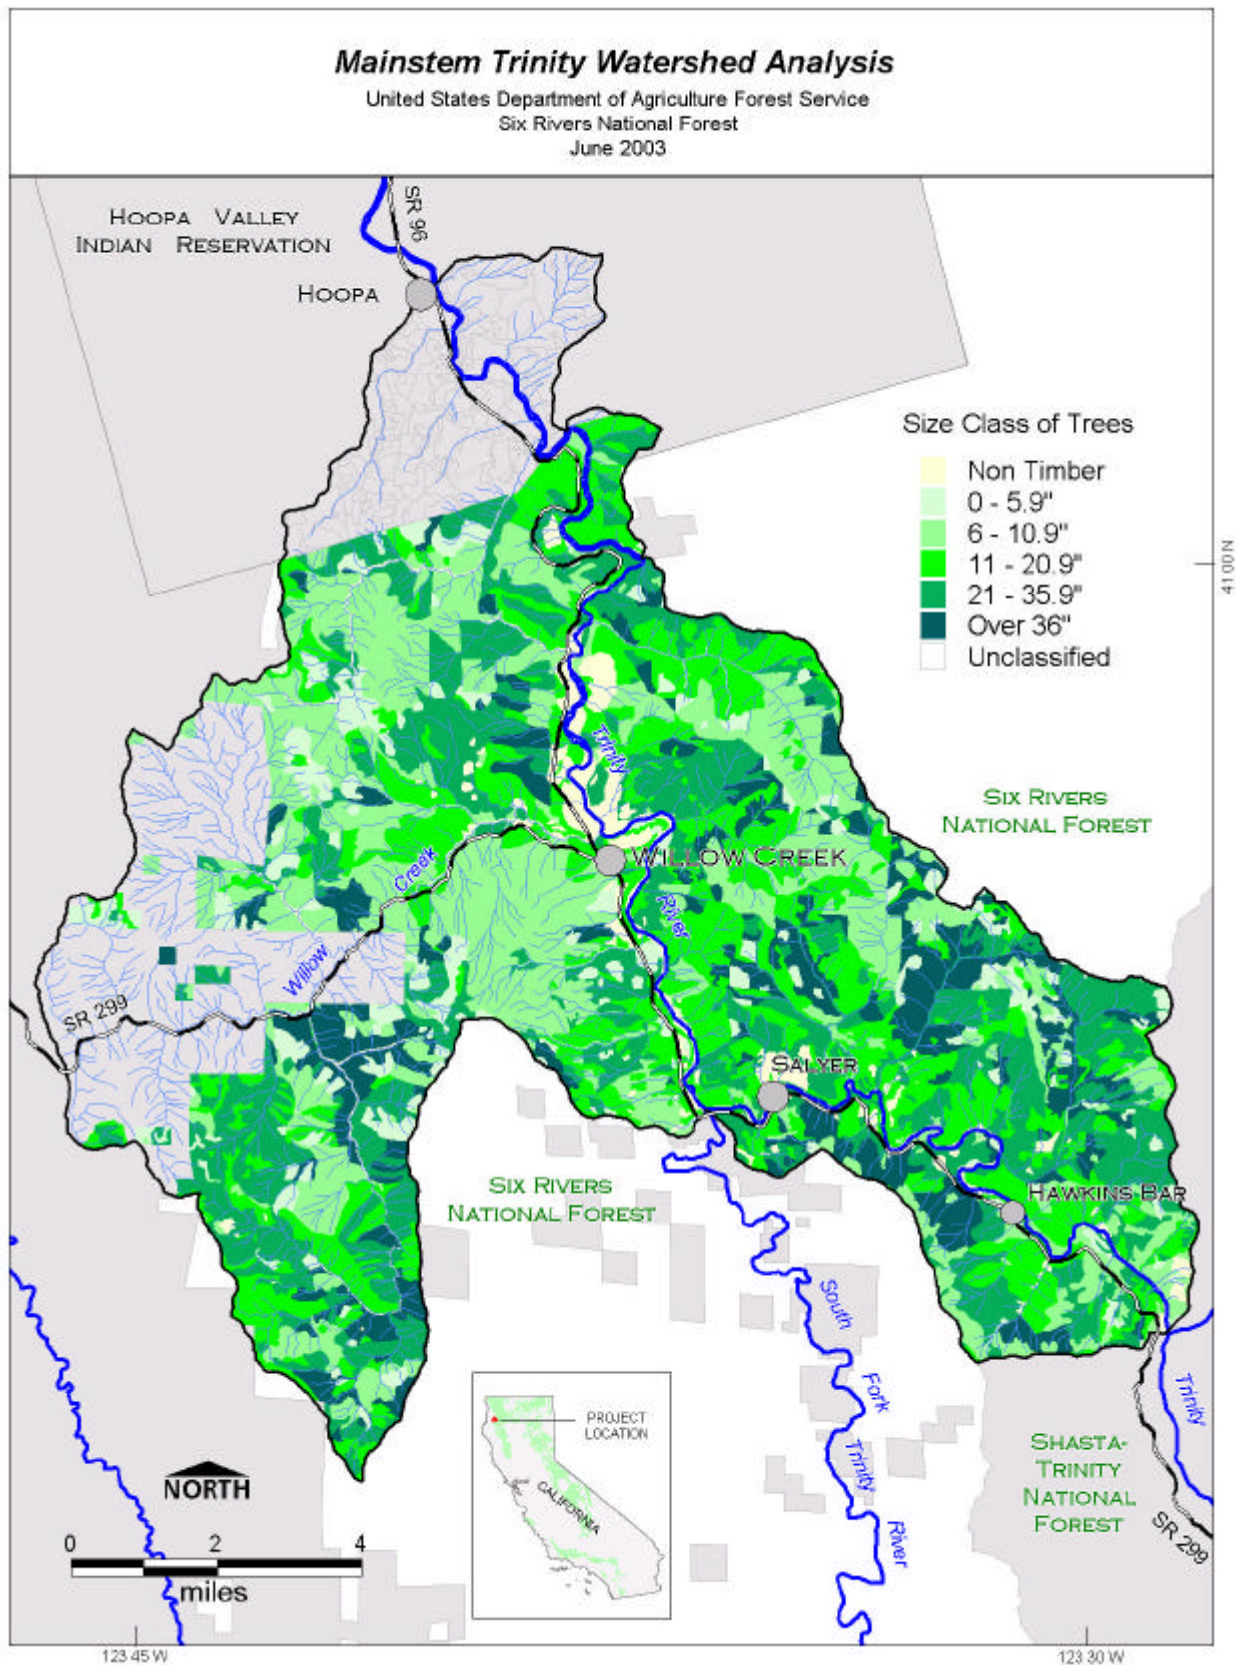 Mainstem Trinity Watershed Analysis
United States Department of Agriculture Forest Service
Six Rivers National Forest
June 2003
HOOPA VALLEY
INDIAN RESERVATION
SR 96
HOOPA
Size Class of Trees
Non Timber
0 - 5.9"
6 - 10.9"
11 - 20.9"
21 - 35.9"
Over 36"
Unclassified
41 00 N
Trinity
SIX RIVERS
NATIONAL FOREST
WILLOW CREEK
Creek
River
Willow
SR 299
SALYER
SIX RIVERS
NATIONAL FOREST
HAWKINS BAR
South
Fork
Trinity
River
Trinity
PROJECT
LOCATION
CALIFORNIA
SHASTA-
TRINITY
NATIONAL
FOREST
SR 299
NORTH
0 2 4
miles
123 45 W
123 30 W